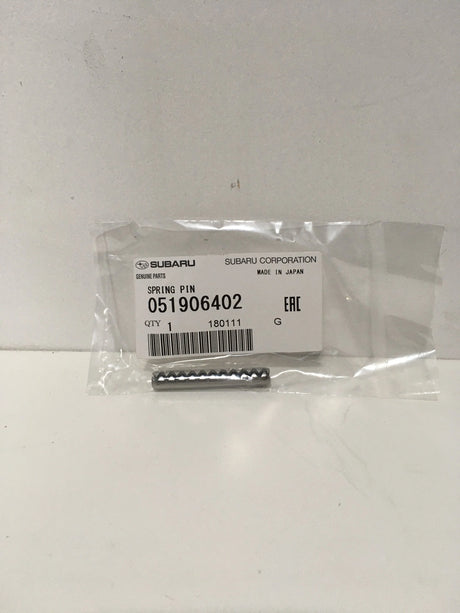 SUBARU SUBARU CORPORATION
GENUINE PARTS MADE IN JAPAN
SPRING PIN
051906402 EAC
QTY 1 180111 G